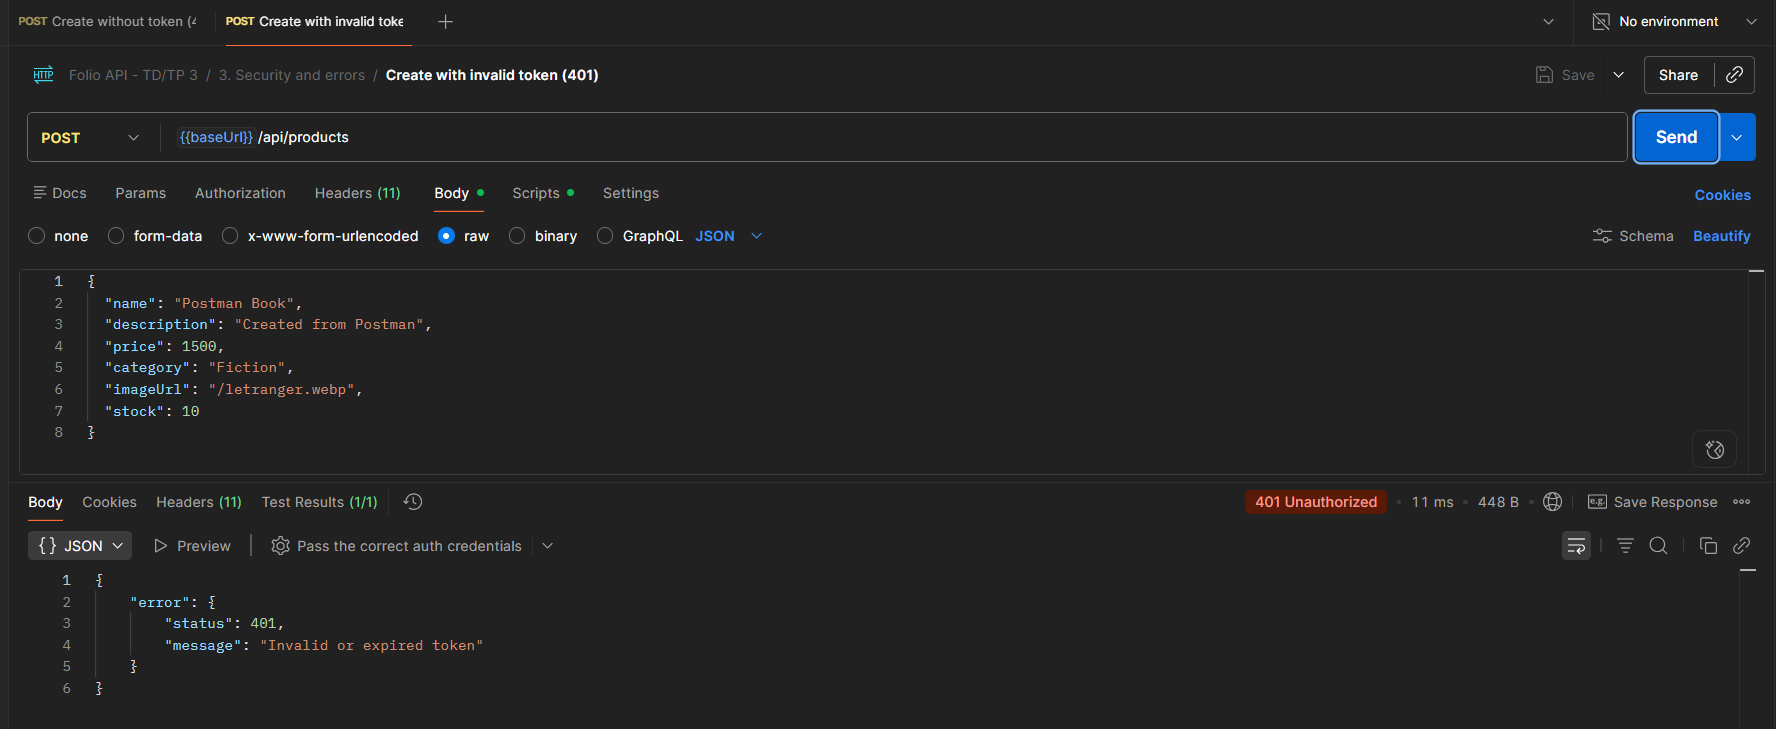 POST Create without token (4
POST Create with invalid toke
No environment
HTTP Folio API - TD/TP 3 / 3. Security and errors / Create with invalid token (401)
Save
Share
POST {{baseUrl}}/api/products
Send
Docs Params Authorization Headers (11) Body Scripts Settings
Cookies
none form-data x-www-form-urlencoded raw binary GraphQL JSON
Schema Beautify
1 {
2 "name": "Postman Book",
3 "description": "Created from Postman",
4 "price": 1500,
5 "category": "Fiction",
6 "imageUrl": "/letranger.webp",
7 "stock": 10
8 }
Body Cookies Headers (11) Test Results (1/1)
401 Unauthorized • 11 ms • 448 B • e.g. Save Response
{} JSON Preview Pass the correct auth credentials
1 {
2 "error": {
3 "status": 401,
4 "message": "Invalid or expired token"
5 }
6 }